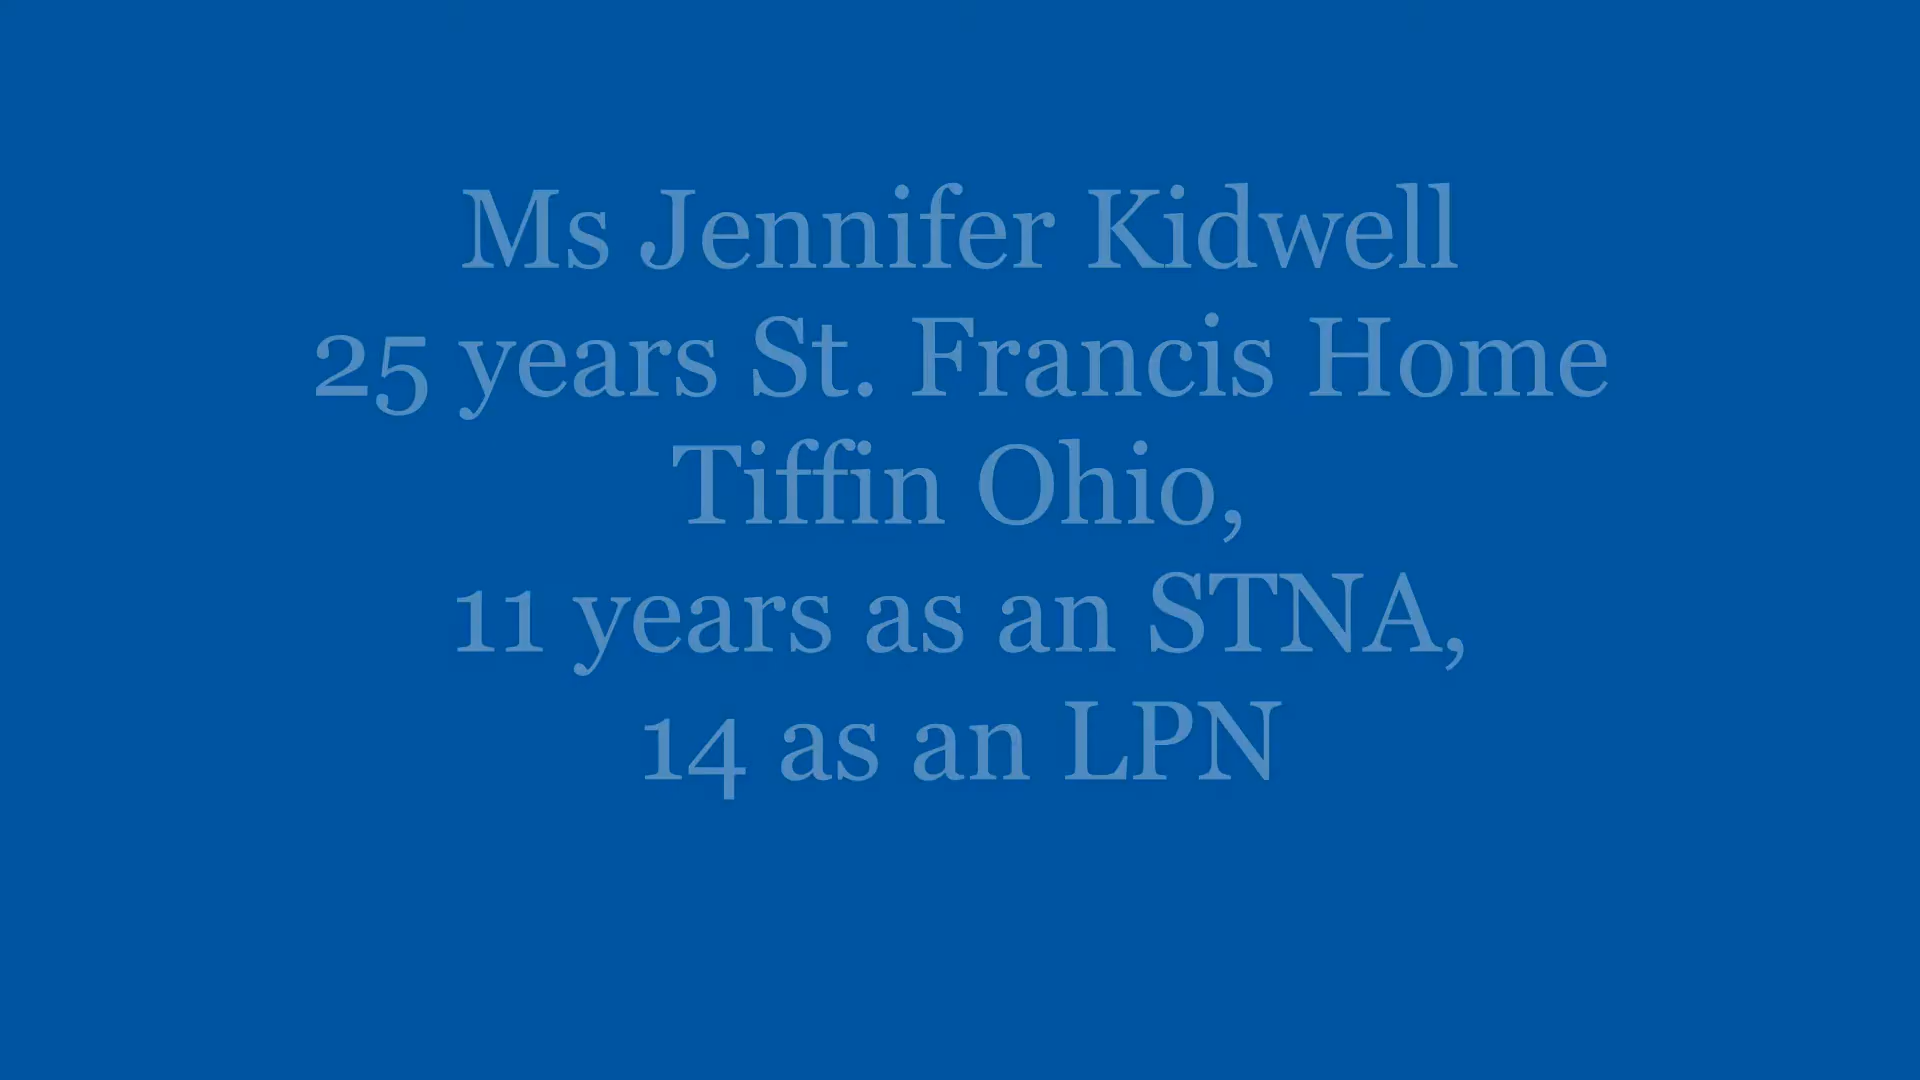 Ms Jennifer Kidwell
25 years St. Francis Home
Tiffin Ohio,
11 years as an STNA,
14 as an LPN